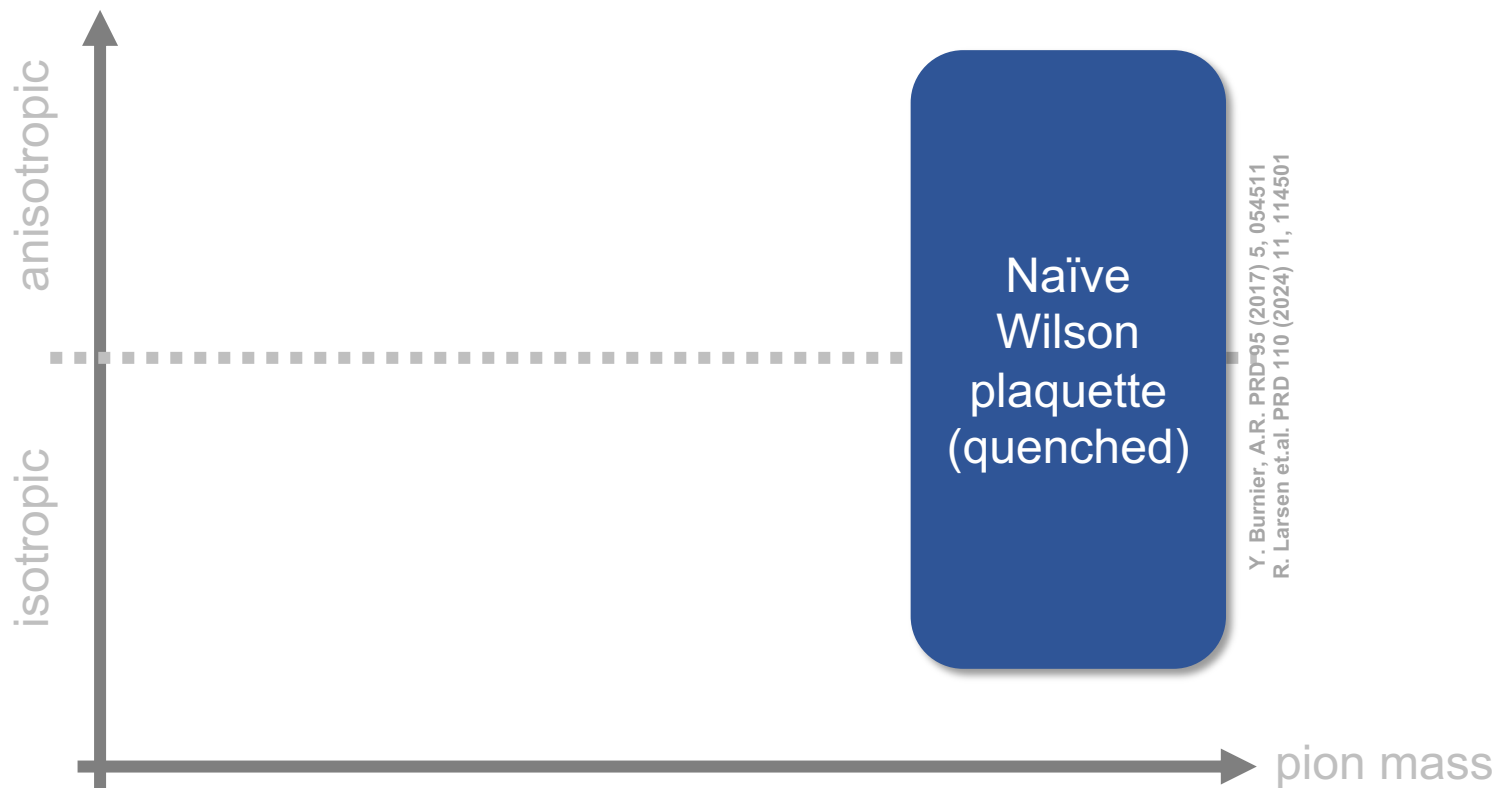 anisotropic
isotropic
Naïve
Wilson
plaquette
(quenched)
Y. Burnier, A.R. PRD 95 (2017) 5, 054511
R. Larsen et.al. PRD 110 (2024) 11, 114501
pion mass